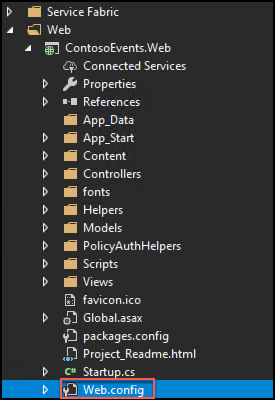 Service Fabric
Web
ContosoEvents.Web
Connected Services
Properties
References
App_Data
App_Start
Content
Controllers
fonts
Helpers
Models
PolicyAuthHelpers
Scripts
Views
favicon.ico
Global.asax
packages.config
Project_Readme.html
C# Startup.cs
Web.config